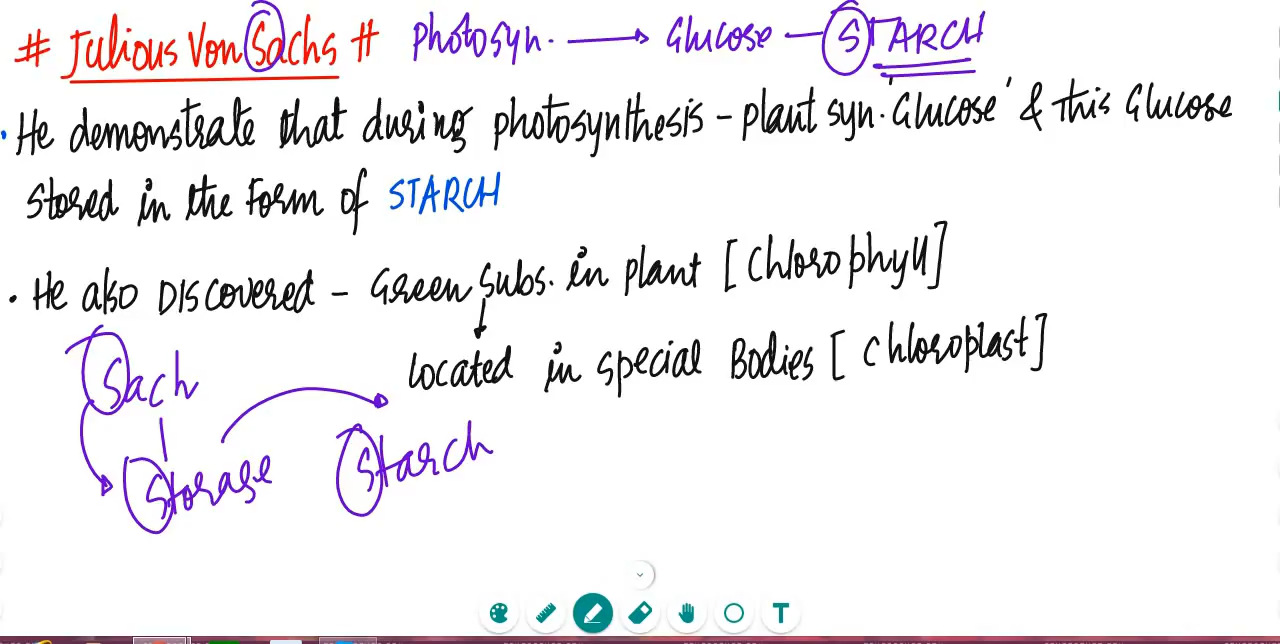 # Julious Von Sachs # Photosyn. → Glucose — STARCH
• He demonstrate that during photosynthesis - plant syn. 'Glucose' & this Glucose
stored in the form of STARCH
• He also DIScovered - Green subs. in plant [chlorophyll]
located in special Bodies [chloroplast]
Sach
Storage Starch
T